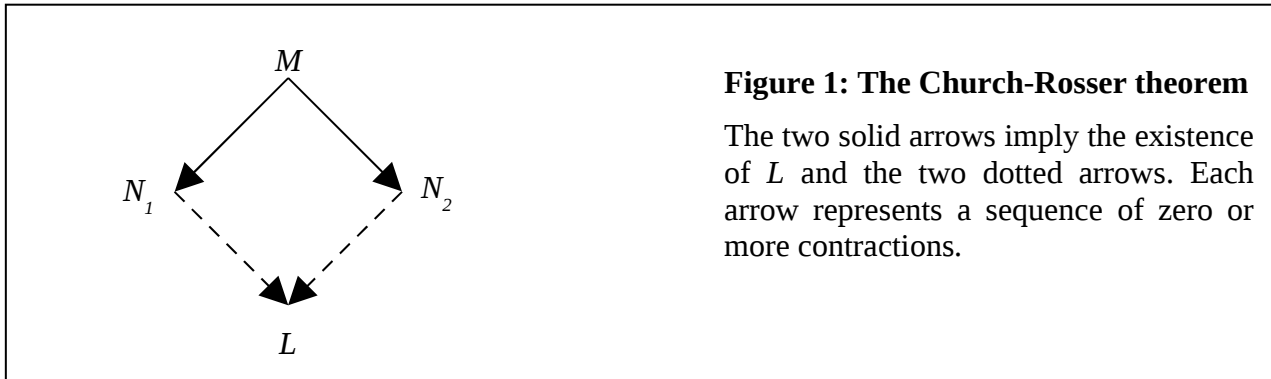 M
N1
N2
L
Figure 1: The Church-Rosser theorem
The two solid arrows imply the existence
of L and the two dotted arrows. Each
arrow represents a sequence of zero or
more contractions.